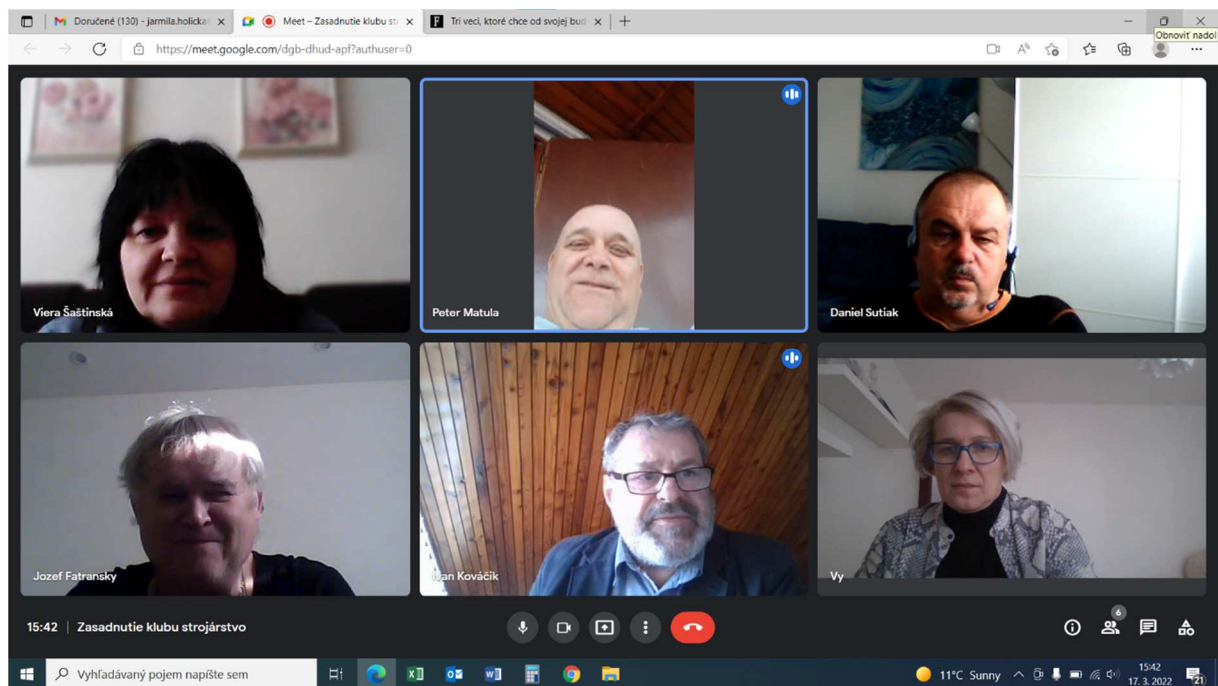 Doručené (130) - jarmila.holicka
Meet – Zasadnutie klubu str
Tri veci, ktoré chce od svojej bud
https://meet.google.com/dgb-dhud-apf?authuser=0
Obnoviť nadol
Viera Šaštinská
Peter Matula
Daniel Sutiak
Jozef Fatransky
Ivan Kováčik
Vy
15:42 | Zasadnutie klubu strojárstvo
6
Vyhľadávaný pojem napíšte sem
11°C Sunny
15:42
17. 3. 2022
21